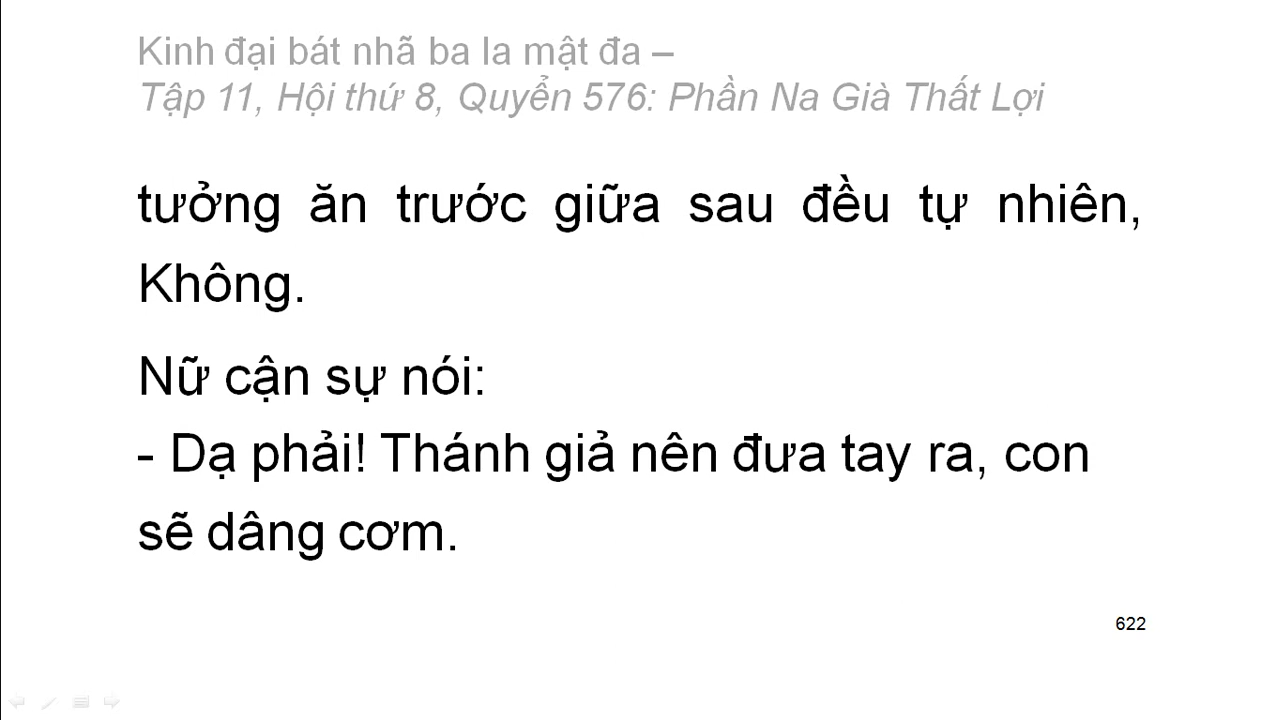 Kinh đại bát nhã ba la mật đa –
Tập 11, Hội thứ 8, Quyển 576: Phần Na Già Thất Lợi
tưởng ăn trước giữa sau đều tự nhiên,
Không.
Nữ cận sự nói:
- Dạ phải! Thánh giả nên đưa tay ra, con
sẽ dâng cơm.
622